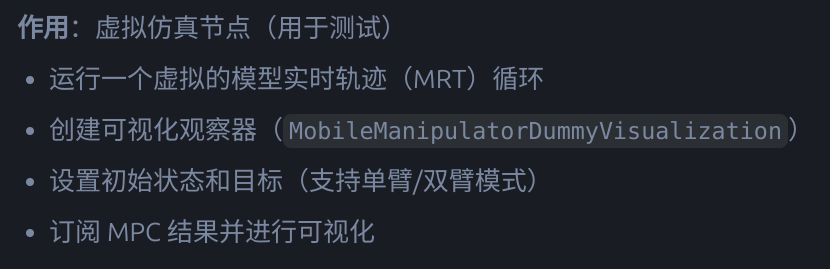 作用：虚拟仿真节点（用于测试）
• 运行一个虚拟的模型实时轨迹（MRT）循环
• 创建可视化观察器（MobileManipulatorDummyVisualization）
• 设置初始状态和目标（支持单臂/双臂模式）
• 订阅 MPC 结果并进行可视化